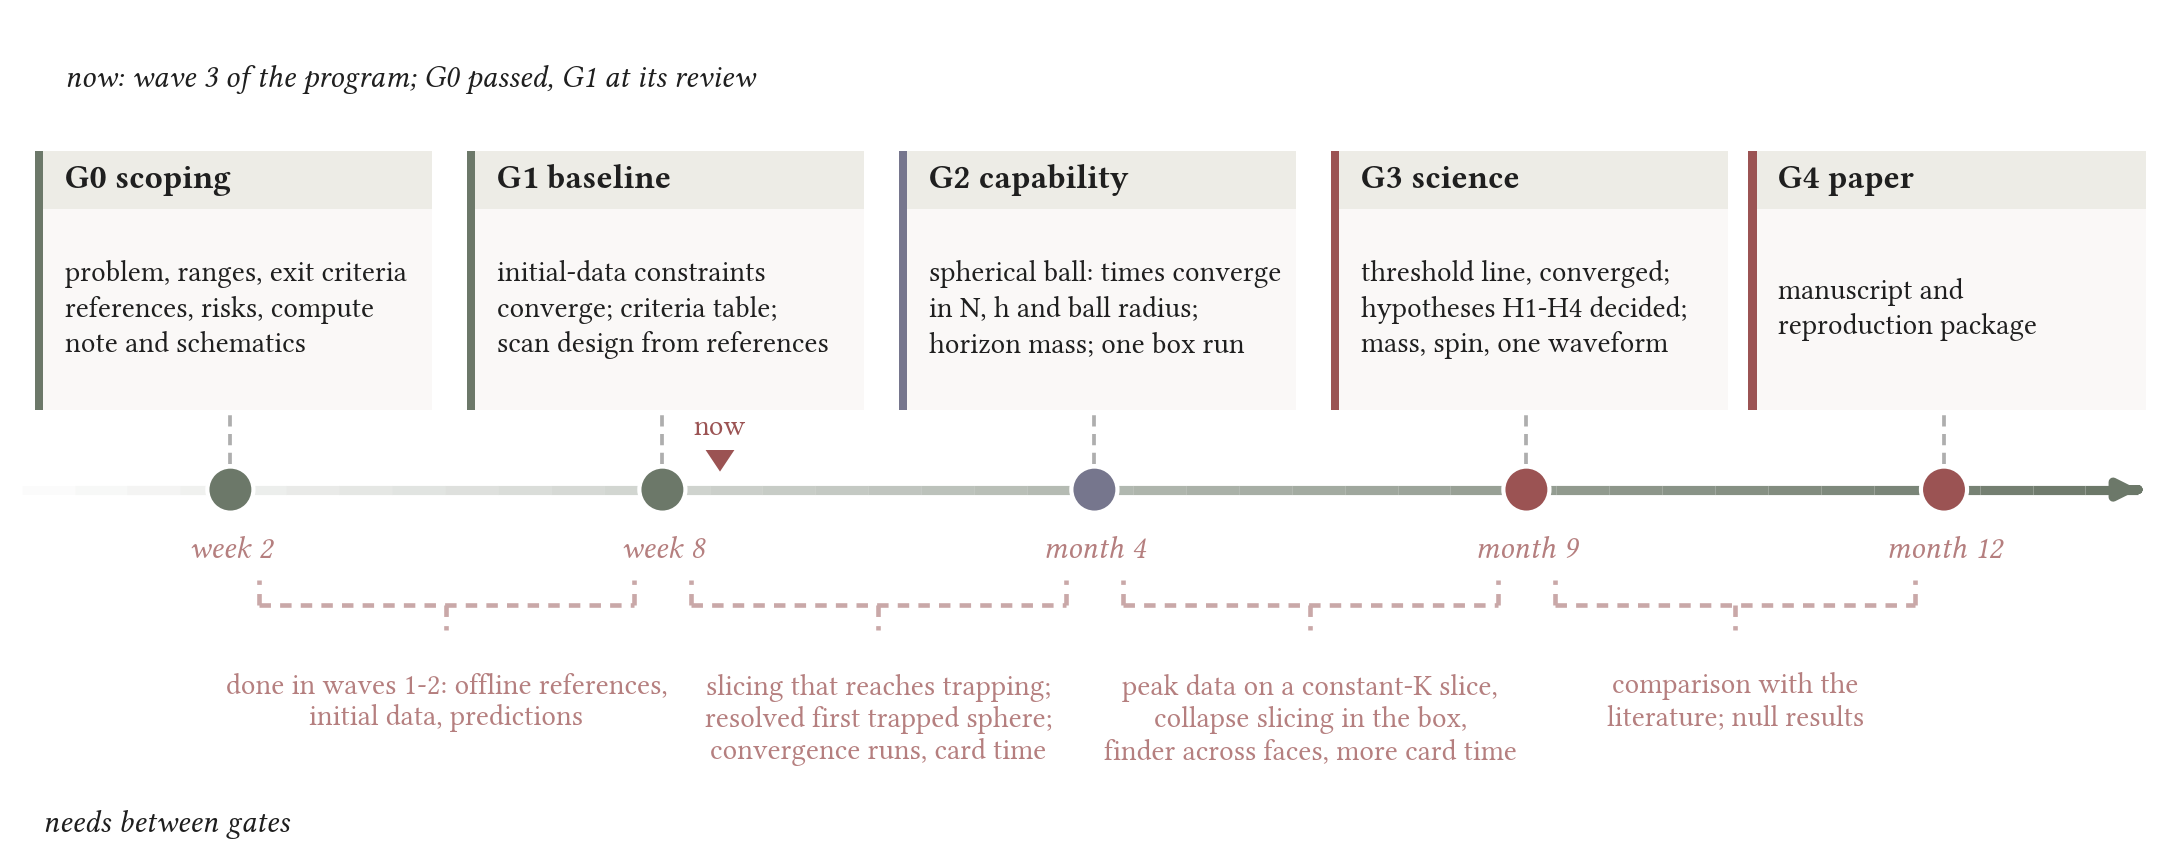 now: wave 3 of the program; G0 passed, G1 at its review
G0 scoping
problem, ranges, exit criteria
references, risks, compute
note and schematics
G1 baseline
initial-data constraints
converge; criteria table;
scan design from references
G2 capability
spherical ball: times converge
in N, h and ball radius;
horizon mass; one box run
G3 science
threshold line, converged;
hypotheses H1-H4 decided;
mass, spin, one waveform
G4 paper
manuscript and
reproduction package
now
week 2
week 8
month 4
month 9
month 12
done in waves 1-2: offline references,
initial data, predictions
slicing that reaches trapping;
resolved first trapped sphere;
convergence runs, card time
peak data on a constant-K slice,
collapse slicing in the box,
finder across faces, more card time
comparison with the
literature; null results
needs between gates